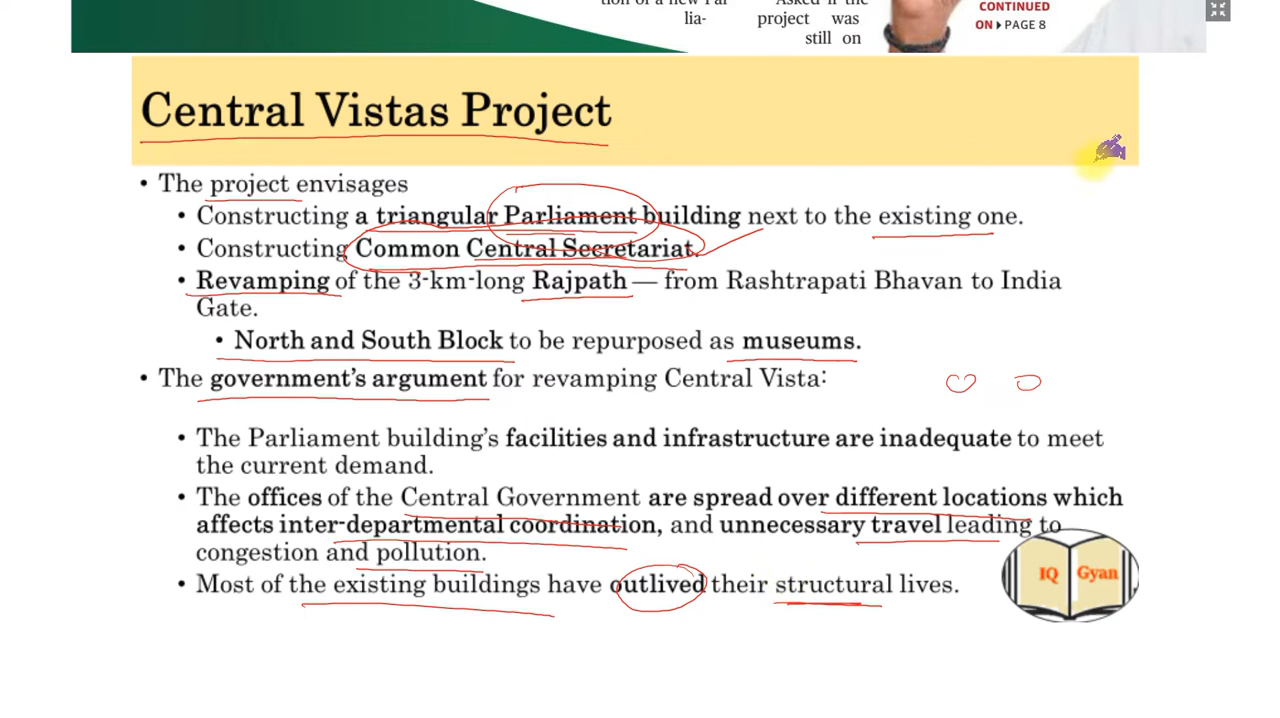 tion of a new Par
lia-
Asked if the
project was
still on
CONTINUED
ON PAGE 8
Central Vistas Project
• The project envisages
• Constructing a triangular Parliament building next to the existing one.
• Constructing Common Central Secretariat.
• Revamping of the 3-km-long Rajpath — from Rashtrapati Bhavan to India
Gate.
• North and South Block to be repurposed as museums.
• The government's argument for revamping Central Vista:
• The Parliament building's facilities and infrastructure are inadequate to meet
the current demand.
• The offices of the Central Government are spread over different locations which
affects inter-departmental coordination, and unnecessary travel leading to
congestion and pollution.
• Most of the existing buildings have outlived their structural lives.
IQ Gyan